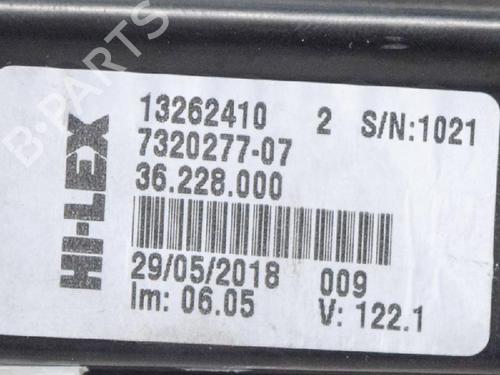 HI-LEX
13262410 2 S/N:1021
7320277-07
36.228.000
29/05/2018 009
Im: 06.05 V: 122.1
B-PARTS